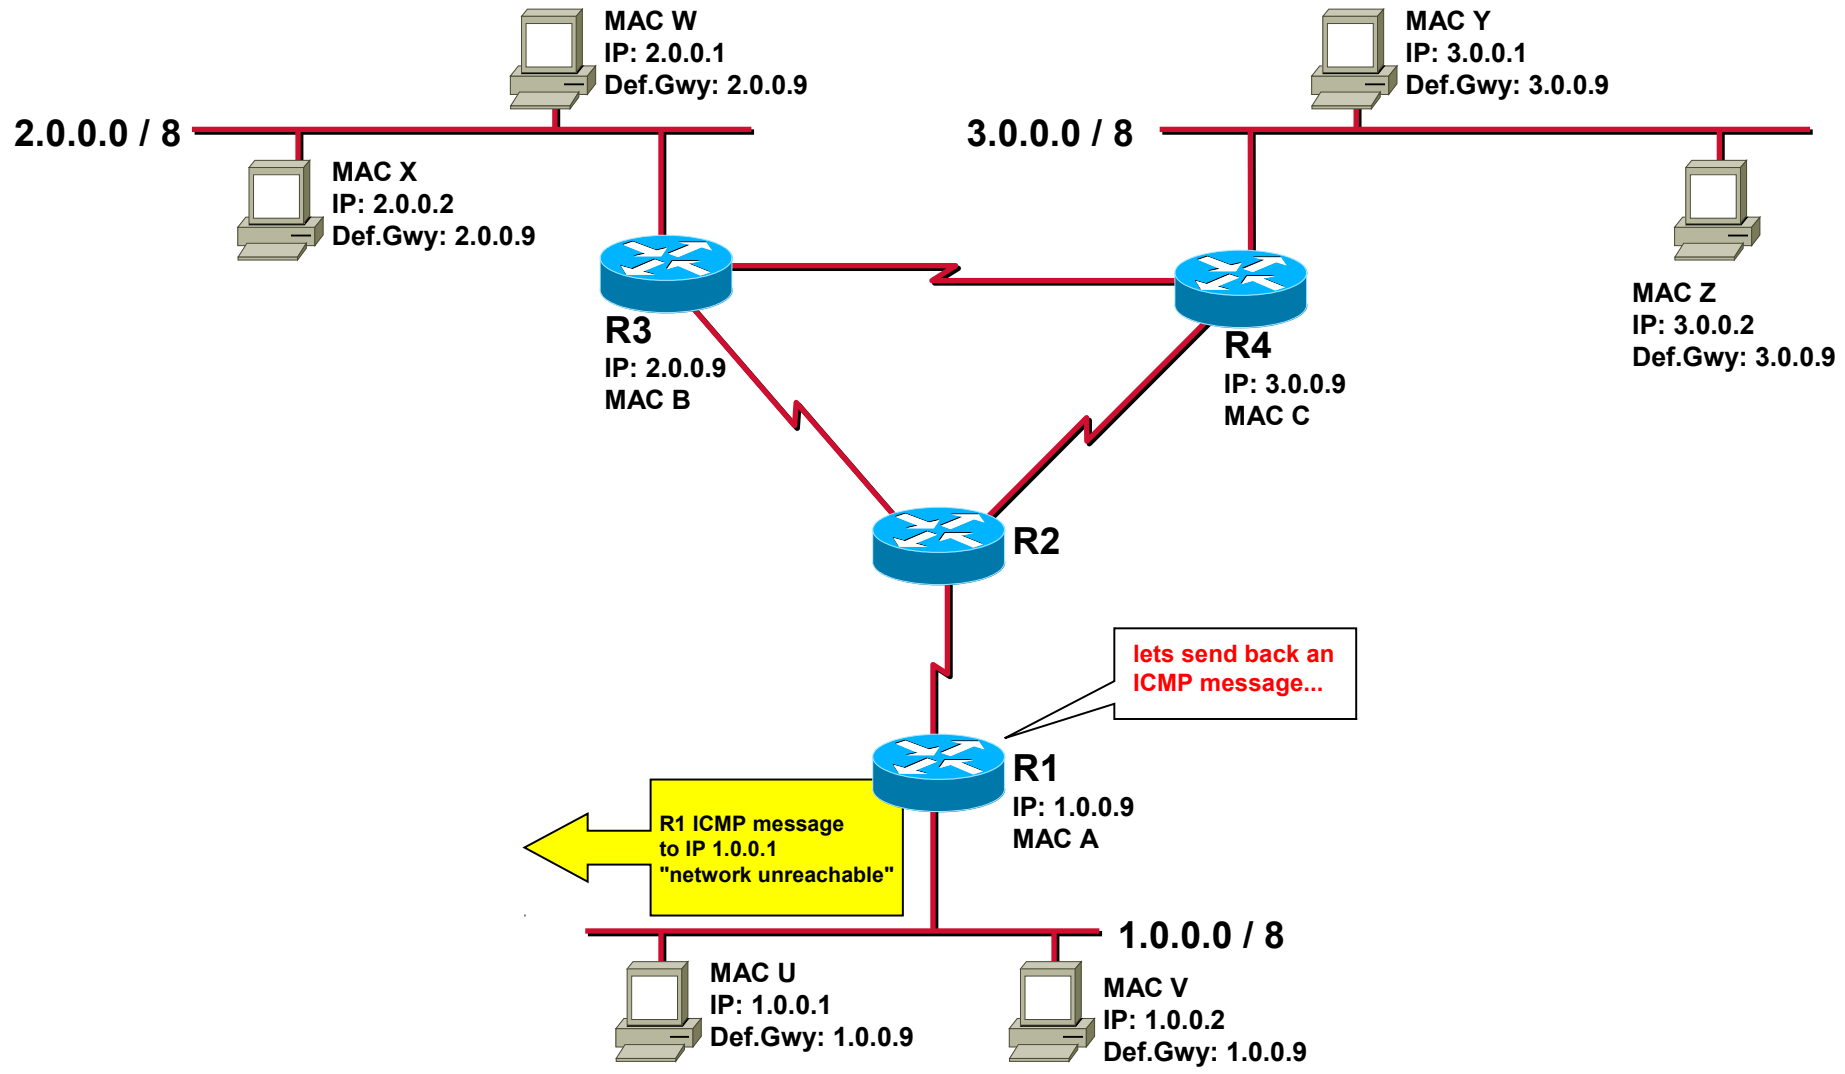 MAC W
IP: 2.0.0.1
Def.Gwy: 2.0.0.9
2.0.0.0 / 8
MAC X
IP: 2.0.0.2
Def.Gwy: 2.0.0.9
MAC Y
IP: 3.0.0.1
Def.Gwy: 3.0.0.9
3.0.0.0 / 8
MAC Z
IP: 3.0.0.2
Def.Gwy: 3.0.0.9
R3
IP: 2.0.0.9
MAC B
R4
IP: 3.0.0.9
MAC C
R2
lets send back an
ICMP message...
R1
IP: 1.0.0.9
MAC A
R1 ICMP message
to IP 1.0.0.1
"network unreachable"
1.0.0.0 / 8
MAC U
IP: 1.0.0.1
Def.Gwy: 1.0.0.9
MAC V
IP: 1.0.0.2
Def.Gwy: 1.0.0.9